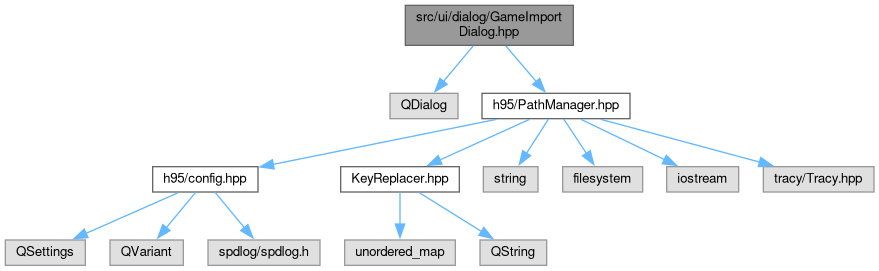 src/ui/dialog/GameImport
Dialog.hpp
QDialog
h95/PathManager.hpp
h95/config.hpp
KeyReplacer.hpp
string
filesystem
iostream
tracy/Tracy.hpp
QSettings
QVariant
spdlog/spdlog.h
unordered_map
QString